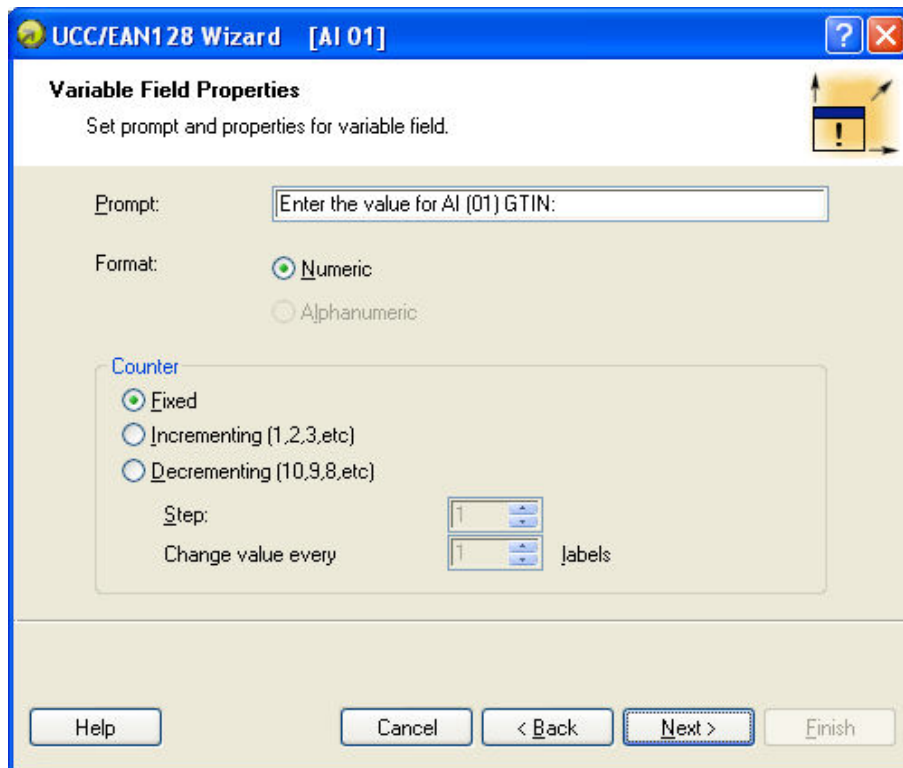 UCC/EAN128 Wizard [AI 01]
Variable Field Properties
Set prompt and properties for variable field.
!
Prompt: Enter the value for AI (01) GTIN:
Format: Numeric
Alphanumeric
Counter
Fixed
Incrementing (1,2,3,etc)
Decrementing (10,9,8,etc)
Step: 1
Change value every 1 labels
Help Cancel < Back Next > Finish